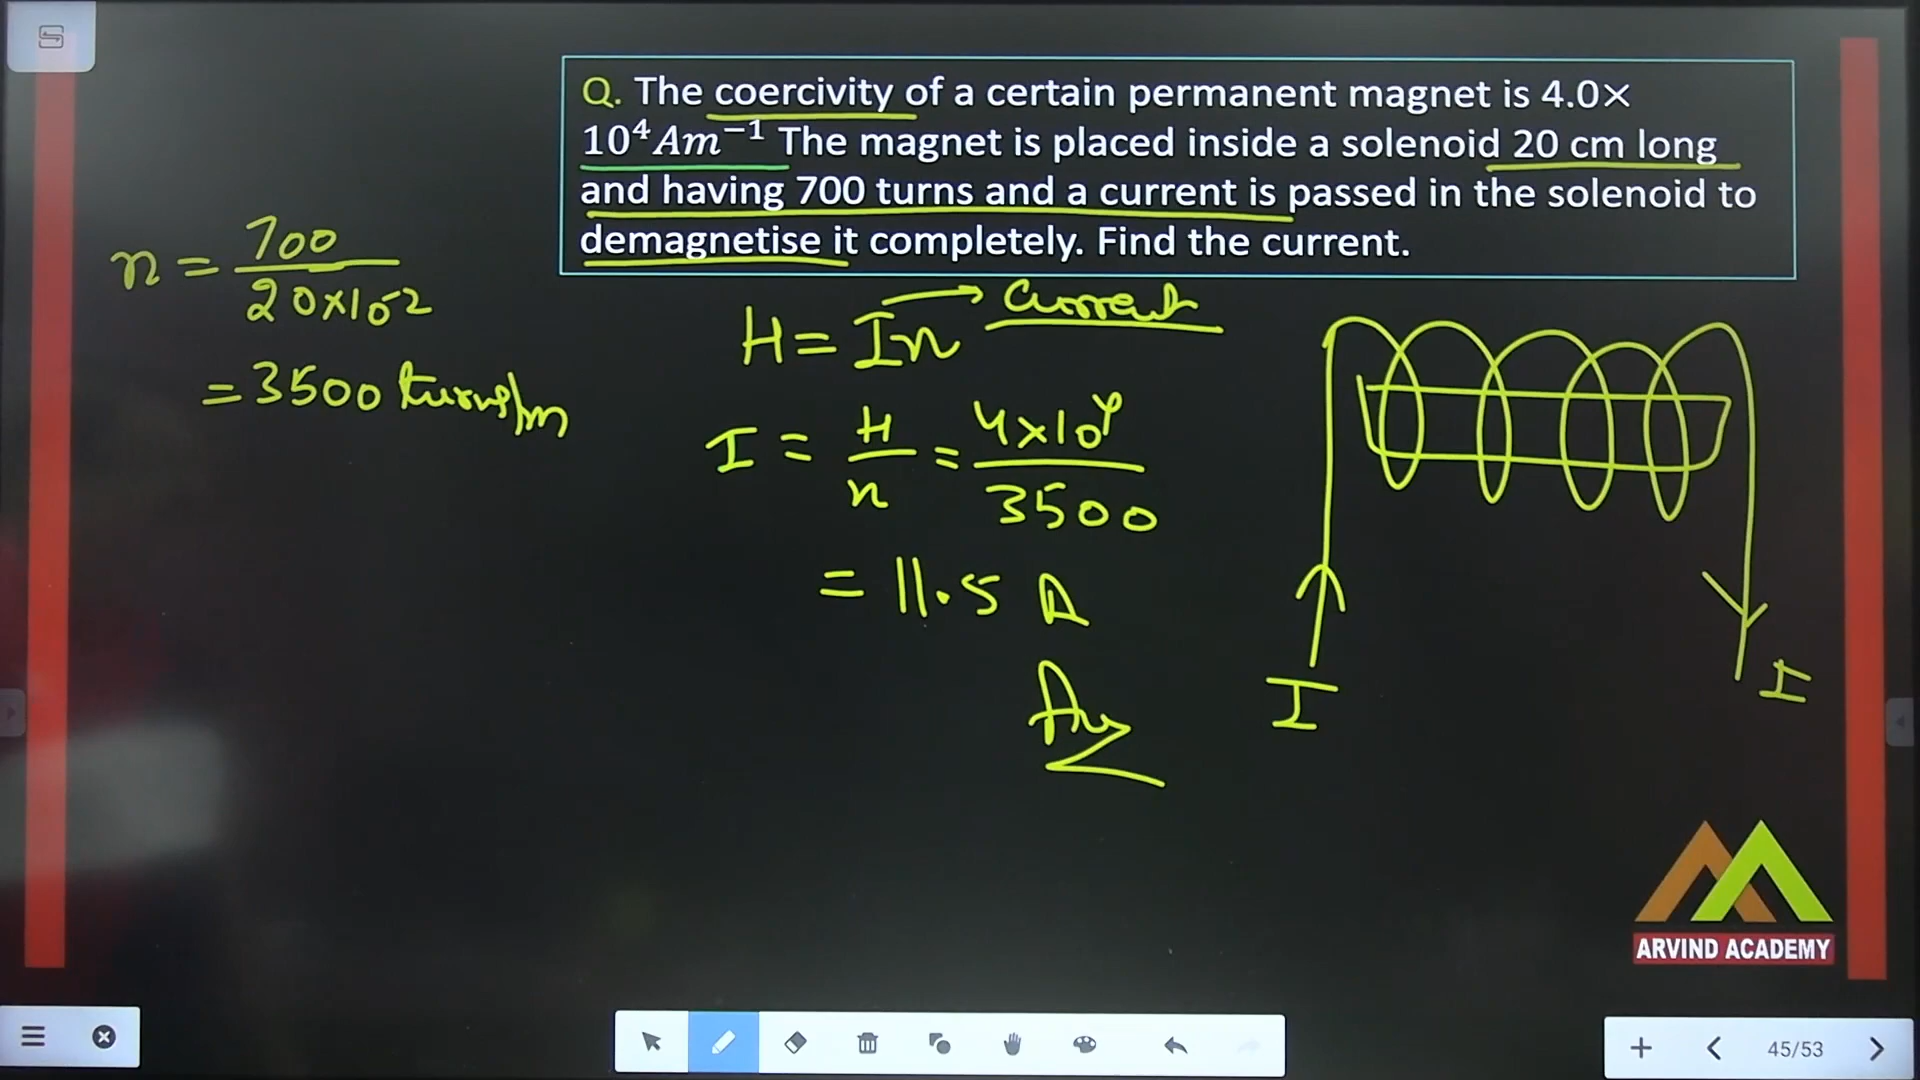 Q. The coercivity of a certain permanent magnet is 4.0×
10⁴Am⁻¹ The magnet is placed inside a solenoid 20 cm long
and having 700 turns and a current is passed in the solenoid to
demagnetise it completely. Find the current.
n = 700 / 20×10⁻²
= 3500 turns/m
H = In → Current
I = H/n = 4×10⁴ / 3500
= 11.5 A
Ans
I
I
ARVIND ACADEMY
45/53